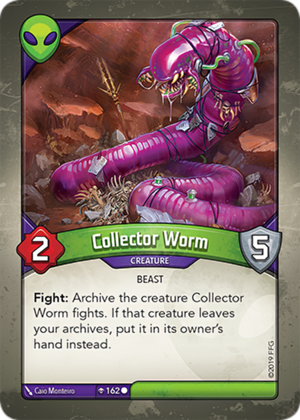 Collector Worm
2
5
CREATURE
BEAST
Fight: Archive the creature Collector
Worm fights. If that creature leaves
your archives, put it in its owner's
hand instead.
©2019 FFG
Caio Monteiro
162